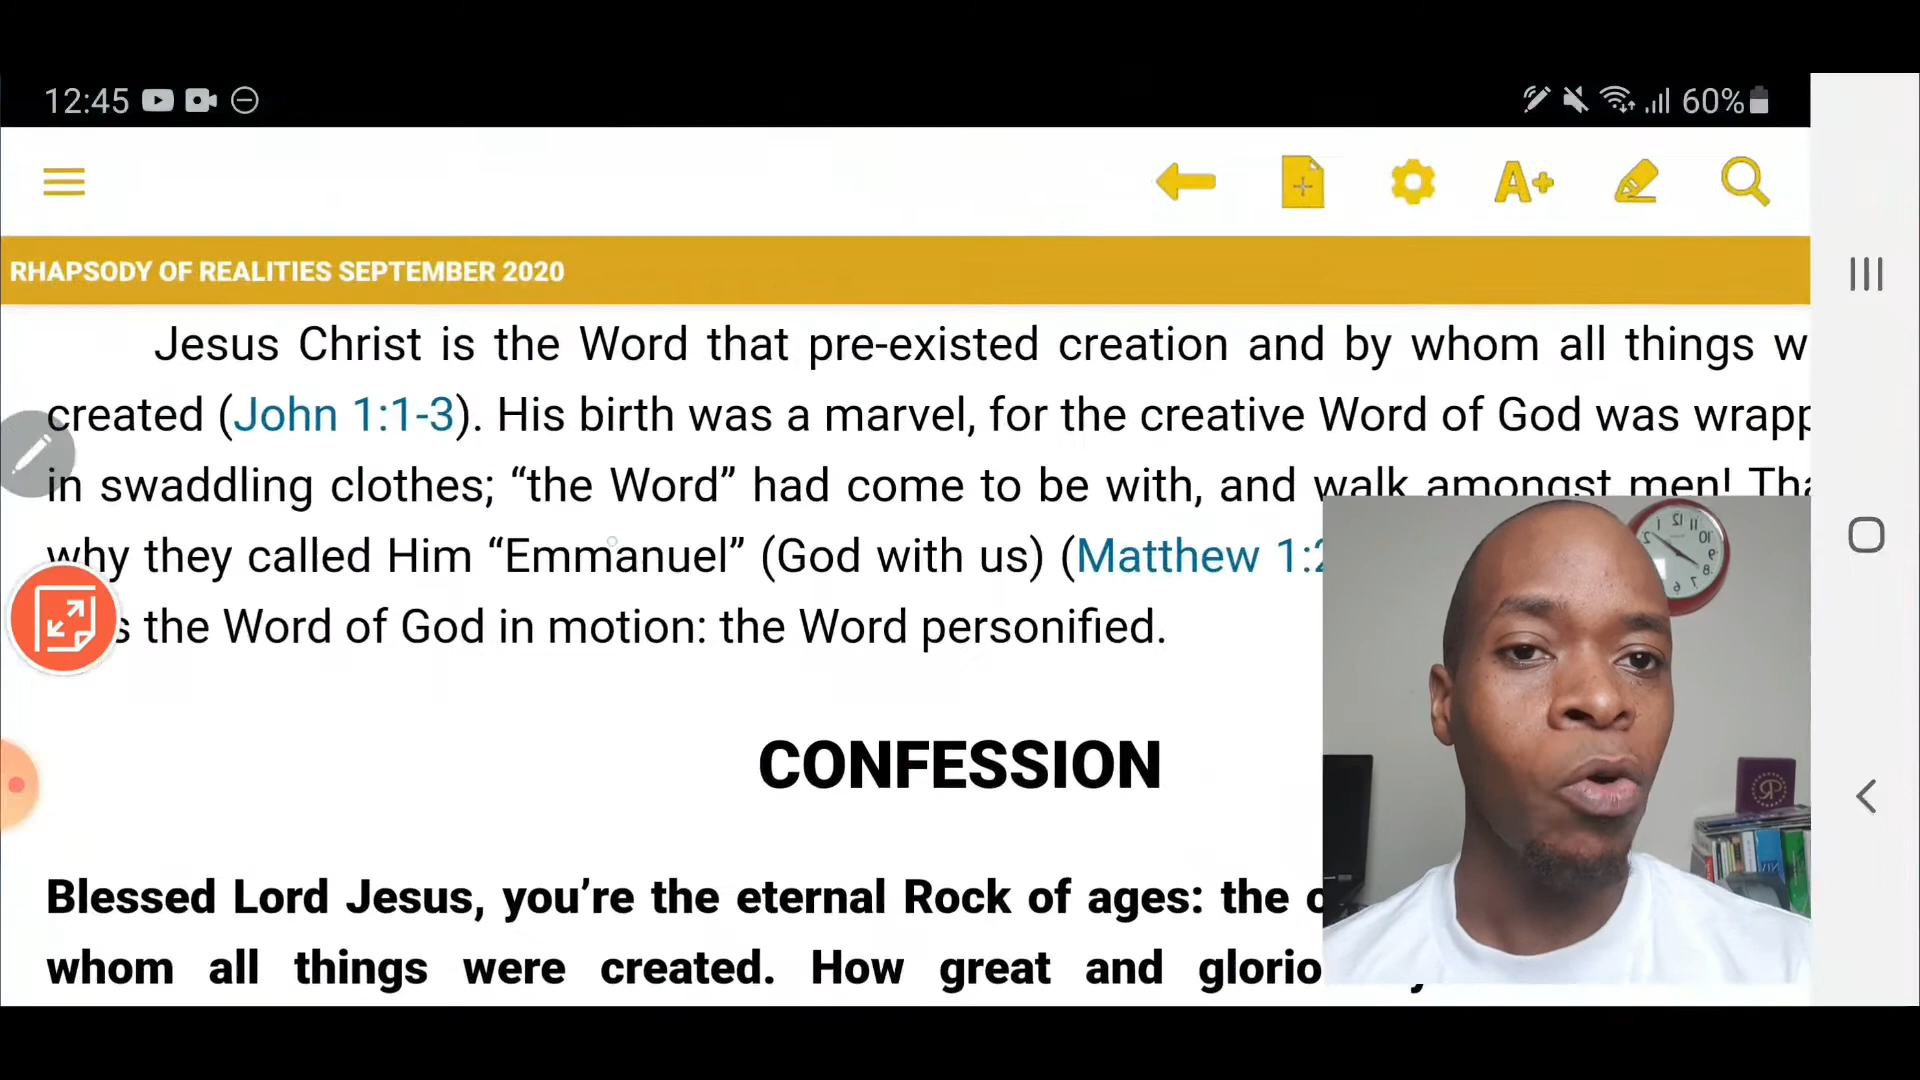 12:45
60%
RHAPSODY OF REALITIES SEPTEMBER 2020
Jesus Christ is the Word that pre-existed creation and by whom all things
created (John 1:1-3). His birth was a marvel, for the creative Word of God was
in swaddling clothes; “the Word” had come to be with, and walk amongst men!
why they called Him “Emmanuel” (God with us) (Matthew
the Word of God in motion: the Word personified.
CONFESSION
Blessed Lord Jesus, you’re the eternal Rock of ages: the
whom all things were created. How great and
A+